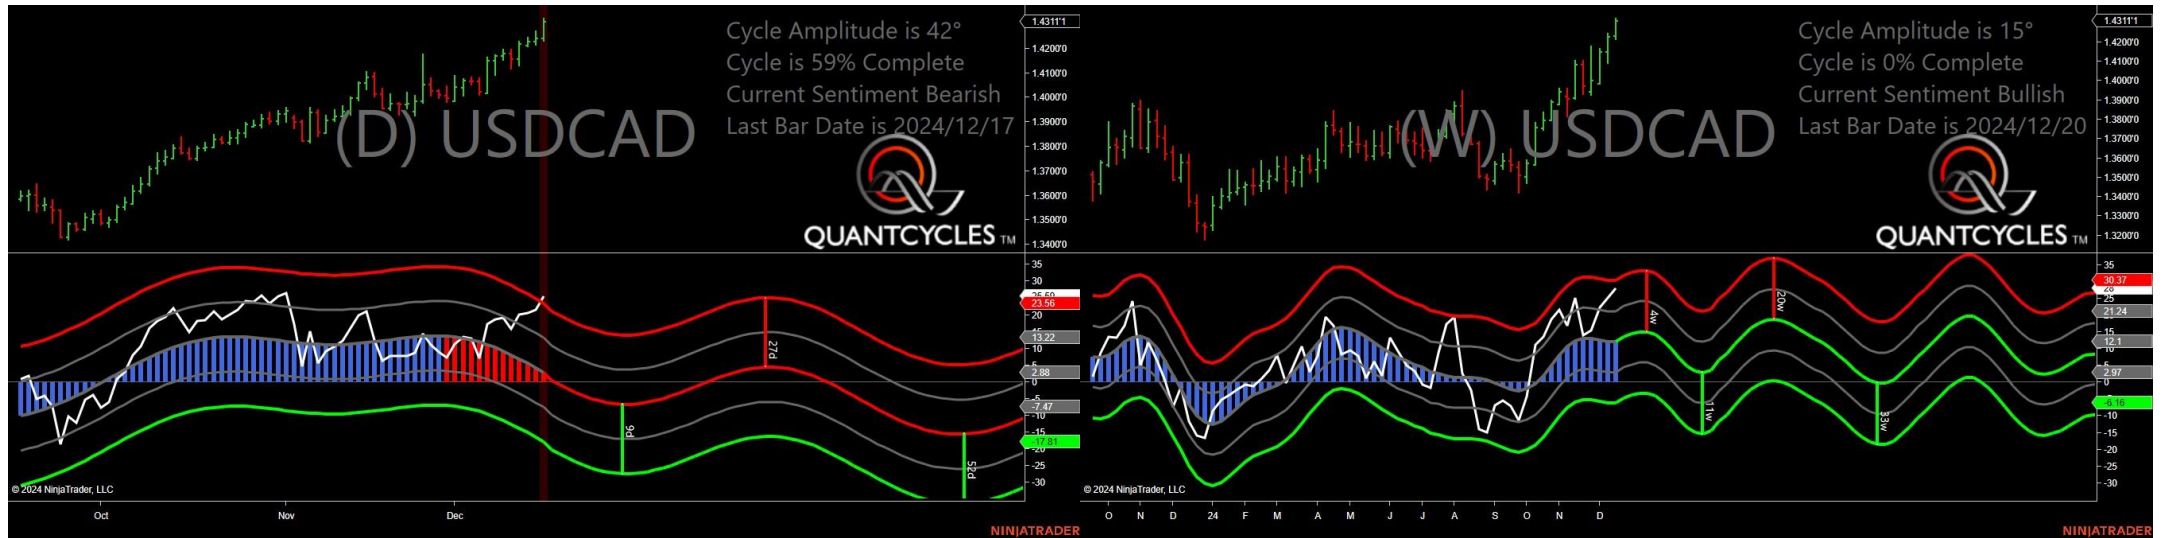 Cycle Amplitude is 42°
Cycle is 59% Complete
Current Sentiment Bearish
Last Bar Date is 2024/12/17
(D) USDCAD
QUANTCYCLES TM
1.4311'1
1.4200'0
1.4100'0
1.4000'0
1.3900'0
1.3800'0
1.3700'0
1.3600'0
1.3500'0
1.3400'0
35
30
23.56
20
13.22
10
2.88
0
-5
-7.47
-10
-15
-17.81
-20
-25
-30
27d
9d
52d
© 2024 NinjaTrader, LLC
Oct
Nov
Dec
NINJATRADER
Cycle Amplitude is 15°
Cycle is 0% Complete
Current Sentiment Bullish
Last Bar Date is 2024/12/20
(W) USDCAD
QUANTCYCLES TM
1.4311'1
1.4200'0
1.4100'0
1.4000'0
1.3900'0
1.3800'0
1.3700'0
1.3600'0
1.3500'0
1.3400'0
1.3300'0
1.3200'0
35
30.37
28
25
21.24
15
12.1
10
2.97
0
-6.16
-10
-15
-20
-25
-30
4w
20w
11w
33w
© 2024 NinjaTrader, LLC
O
N
D
24
F
M
A
M
J
J
A
S
O
N
D
NINJATRADER